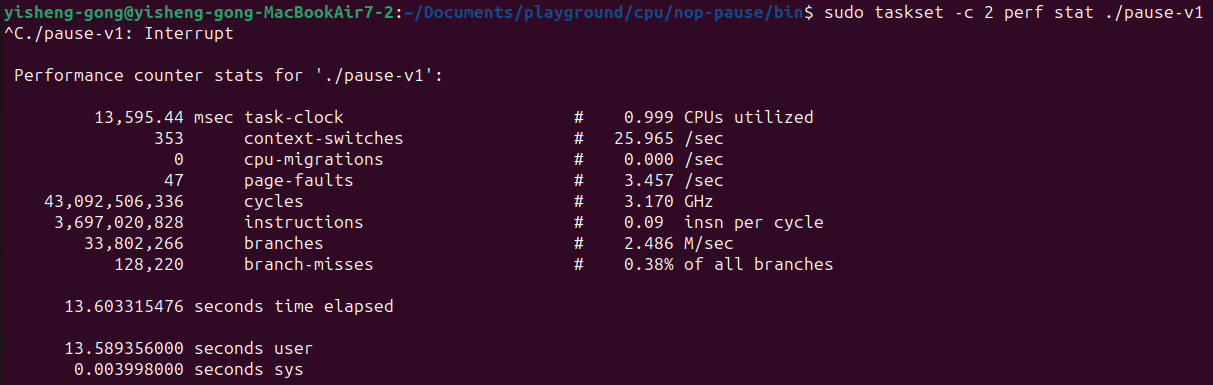 yisheng-gong@yisheng-gong-MacBookAir7-2:~/Documents/playground/cpu/nop-pause/bin$ sudo taskset -c 2 perf stat ./pause-v1
^C./pause-v1: Interrupt
Performance counter stats for './pause-v1':
13,595.44 msec task-clock # 0.999 CPUs utilized
353 context-switches # 25.965 /sec
0 cpu-migrations # 0.000 /sec
47 page-faults # 3.457 /sec
43,092,506,336 cycles # 3.170 GHz
3,697,020,828 instructions # 0.09 insn per cycle
33,802,266 branches # 2.486 M/sec
128,220 branch-misses # 0.38% of all branches
13.603315476 seconds time elapsed
13.589356000 seconds user
0.003998000 seconds sys